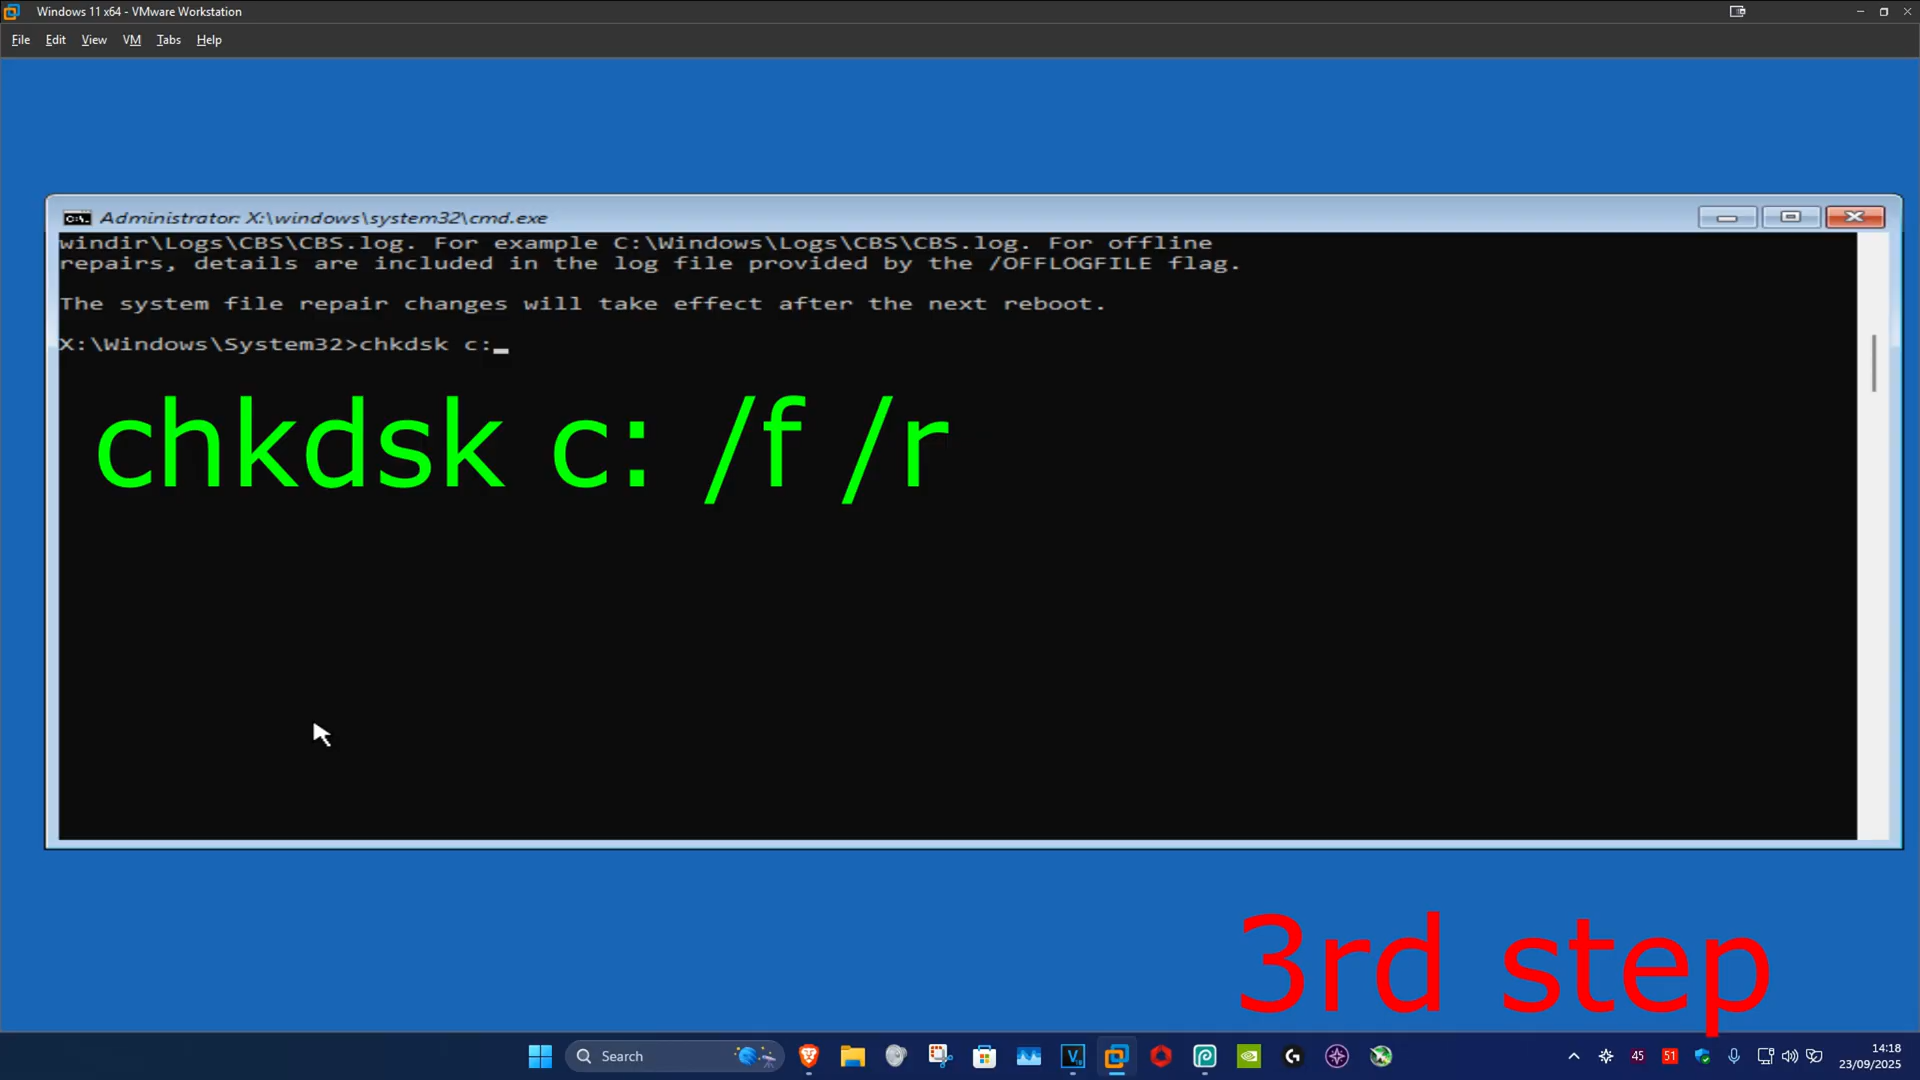 Windows 11 x64 - VMware Workstation
File Edit View VM Tabs Help
Administrator: X:\windows\system32\cmd.exe
windir\Logs\CBS\CBS.log. For example C:\Windows\Logs\CBS\CBS.log. For offline
repairs, details are included in the log file provided by the /OFFLOGFILE flag.
The system file repair changes will take effect after the next reboot.
X:\Windows\System32>chkdsk c:_
chkdsk c: /f /r
3rd step
Search
45 51
14:18
23/09/2025